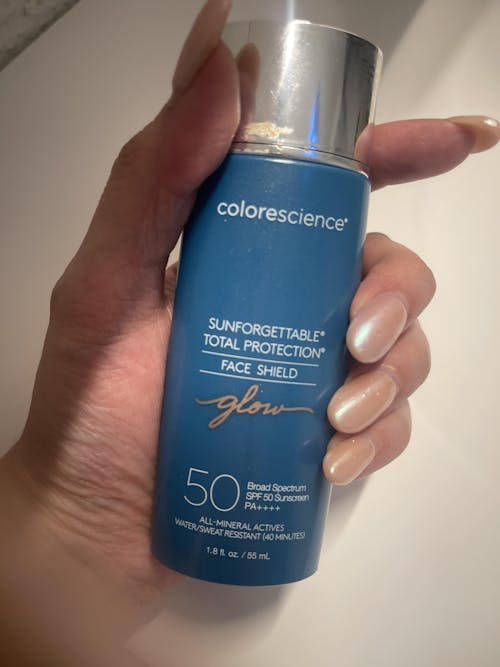 colorescience®
SUNFORGETTABLE®
TOTAL PROTECTION®
FACE SHIELD
glow
50
Broad Spectrum
SPF 50 Sunscreen
PA++++
ALL-MINERAL ACTIVES
WATER/SWEAT RESISTANT (40 MINUTES)
1.8 fl. oz. / 55 mL